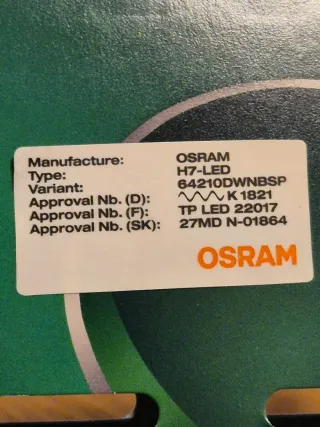 Manufacture: OSRAM
Type: H7-LED
Variant: 64210DWNBSP
Approval Nb. (D): K 1821
Approval Nb. (F): TP LED 22017
Approval Nb. (SK): 27MD N-01864
OSRAM